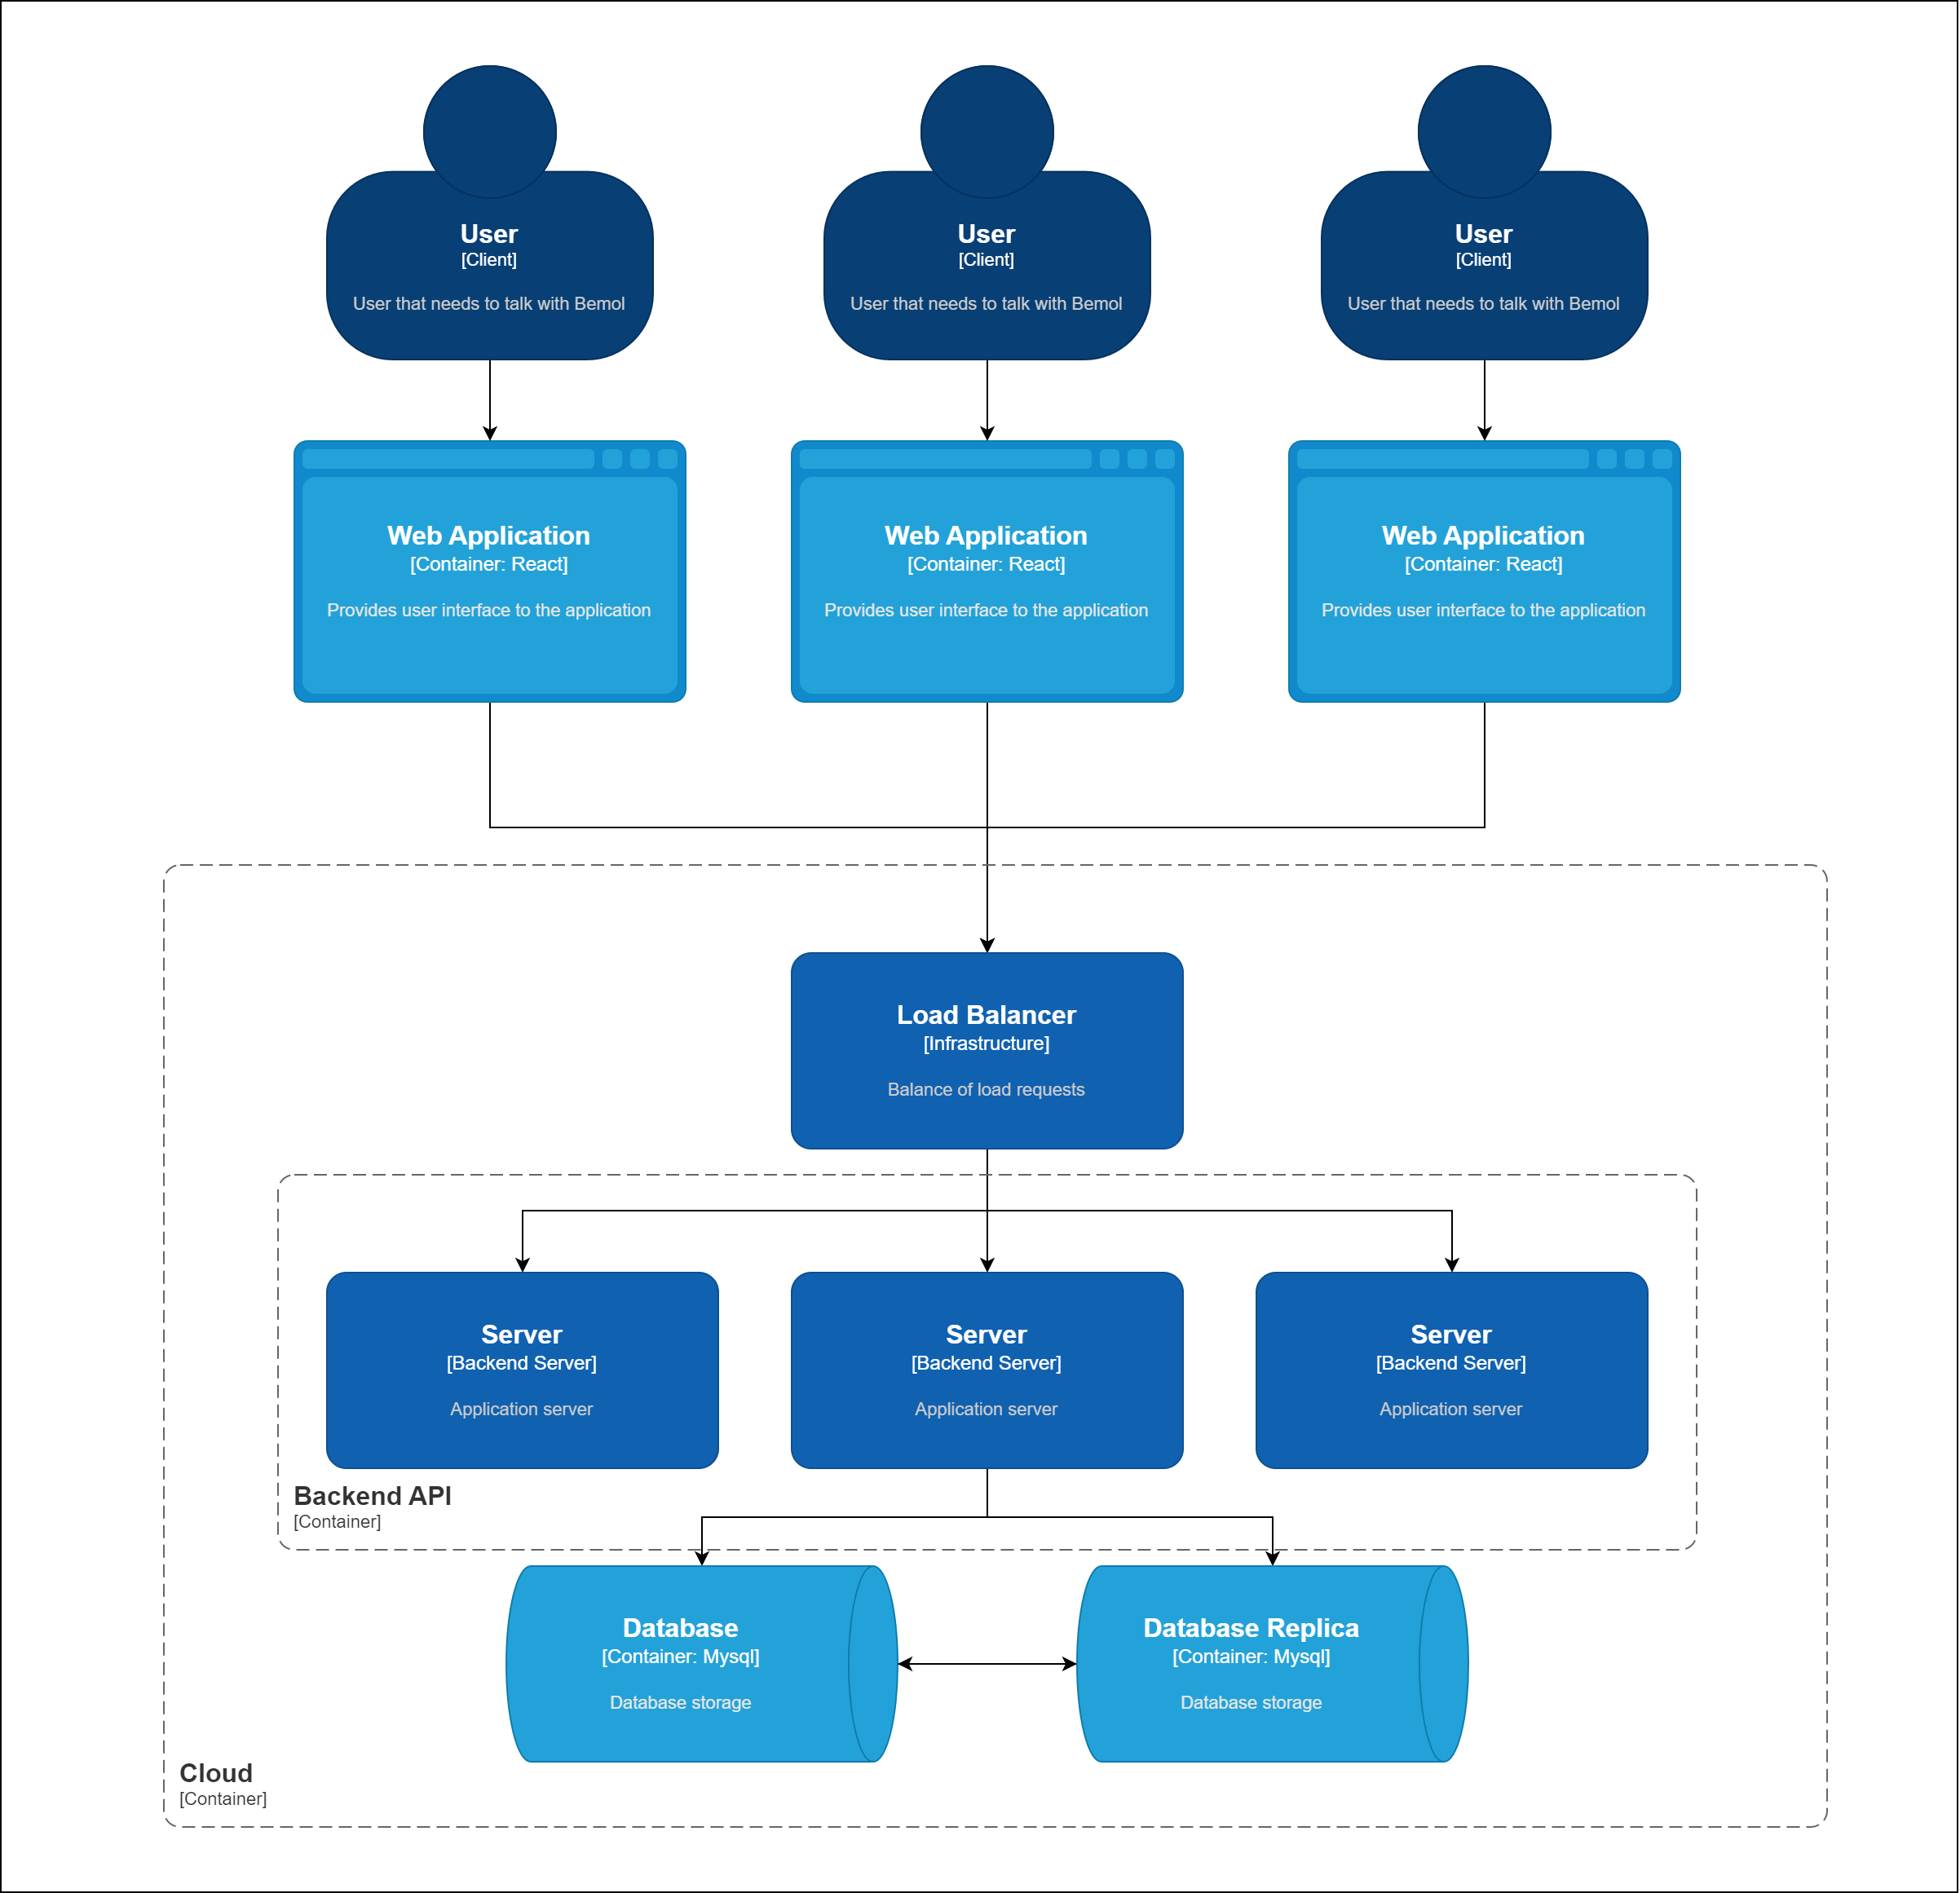 User
[Client]
User that needs to talk with Bemol
User
[Client]
User that needs to talk with Bemol
User
[Client]
User that needs to talk with Bemol
Web Application
[Container: React]
Provides user interface to the application
Web Application
[Container: React]
Provides user interface to the application
Web Application
[Container: React]
Provides user interface to the application
Load Balancer
[Infrastructure]
Balance of load requests
Server
[Backend Server]
Application server
Server
[Backend Server]
Application server
Server
[Backend Server]
Application server
Backend API
[Container]
Database
[Container: Mysql]
Database storage
Database Replica
[Container: Mysql]
Database storage
Cloud
[Container]